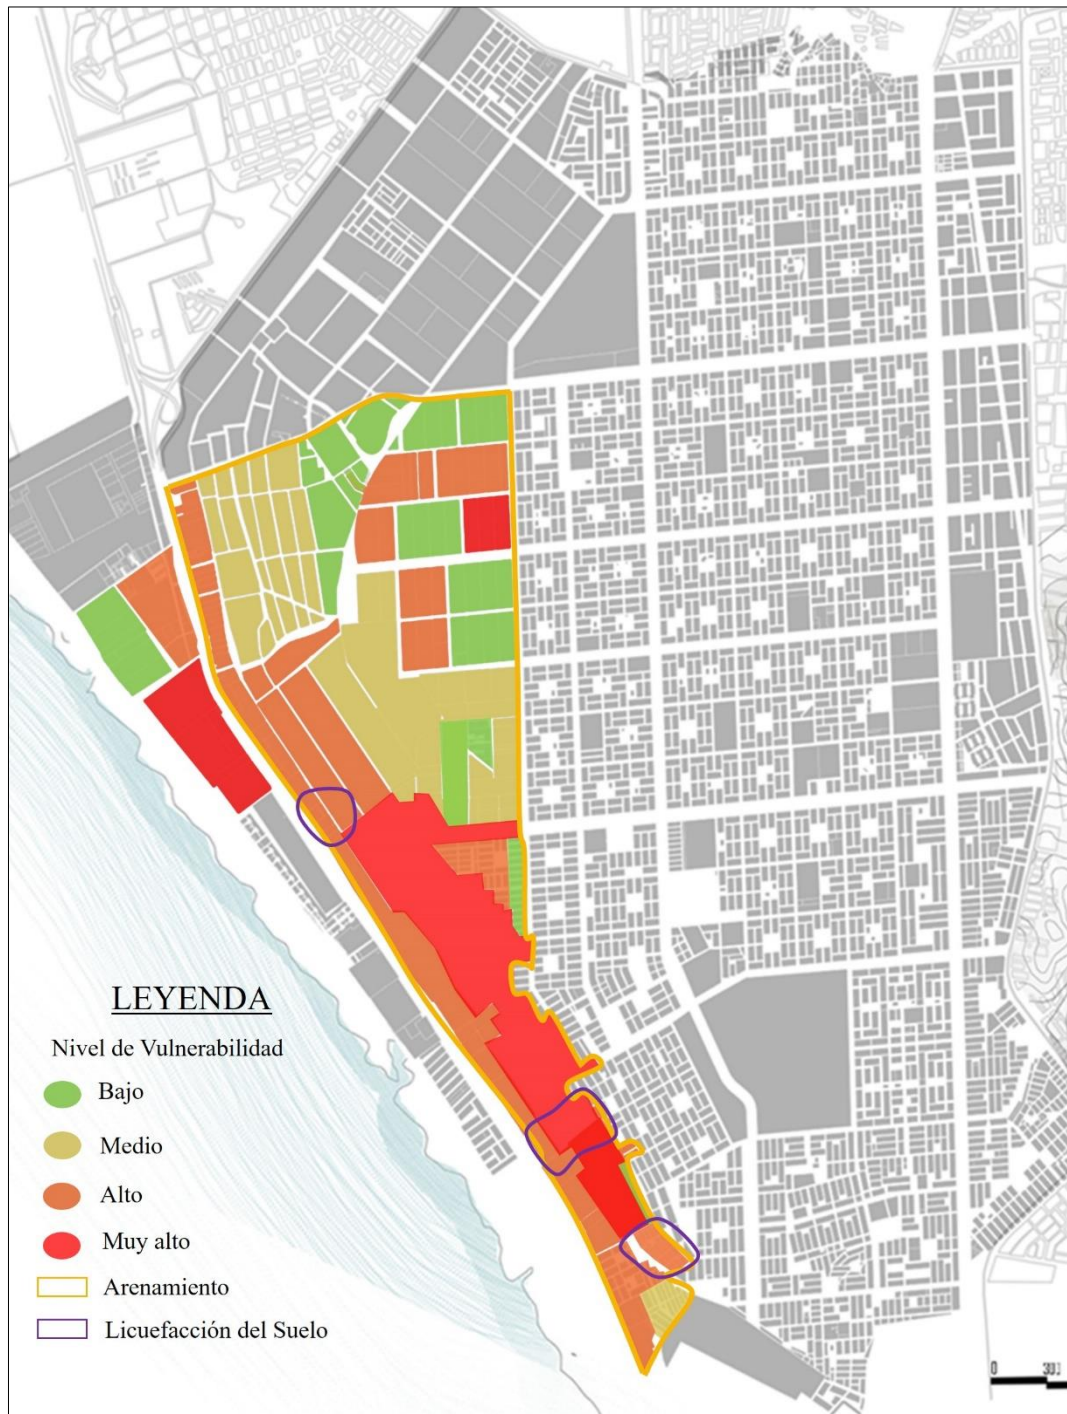 LEYENDA
Nivel de Vulnerabilidad
Bajo
Medio
Alto
Muy alto
Arenamiento
Licuefacción del Suelo
0